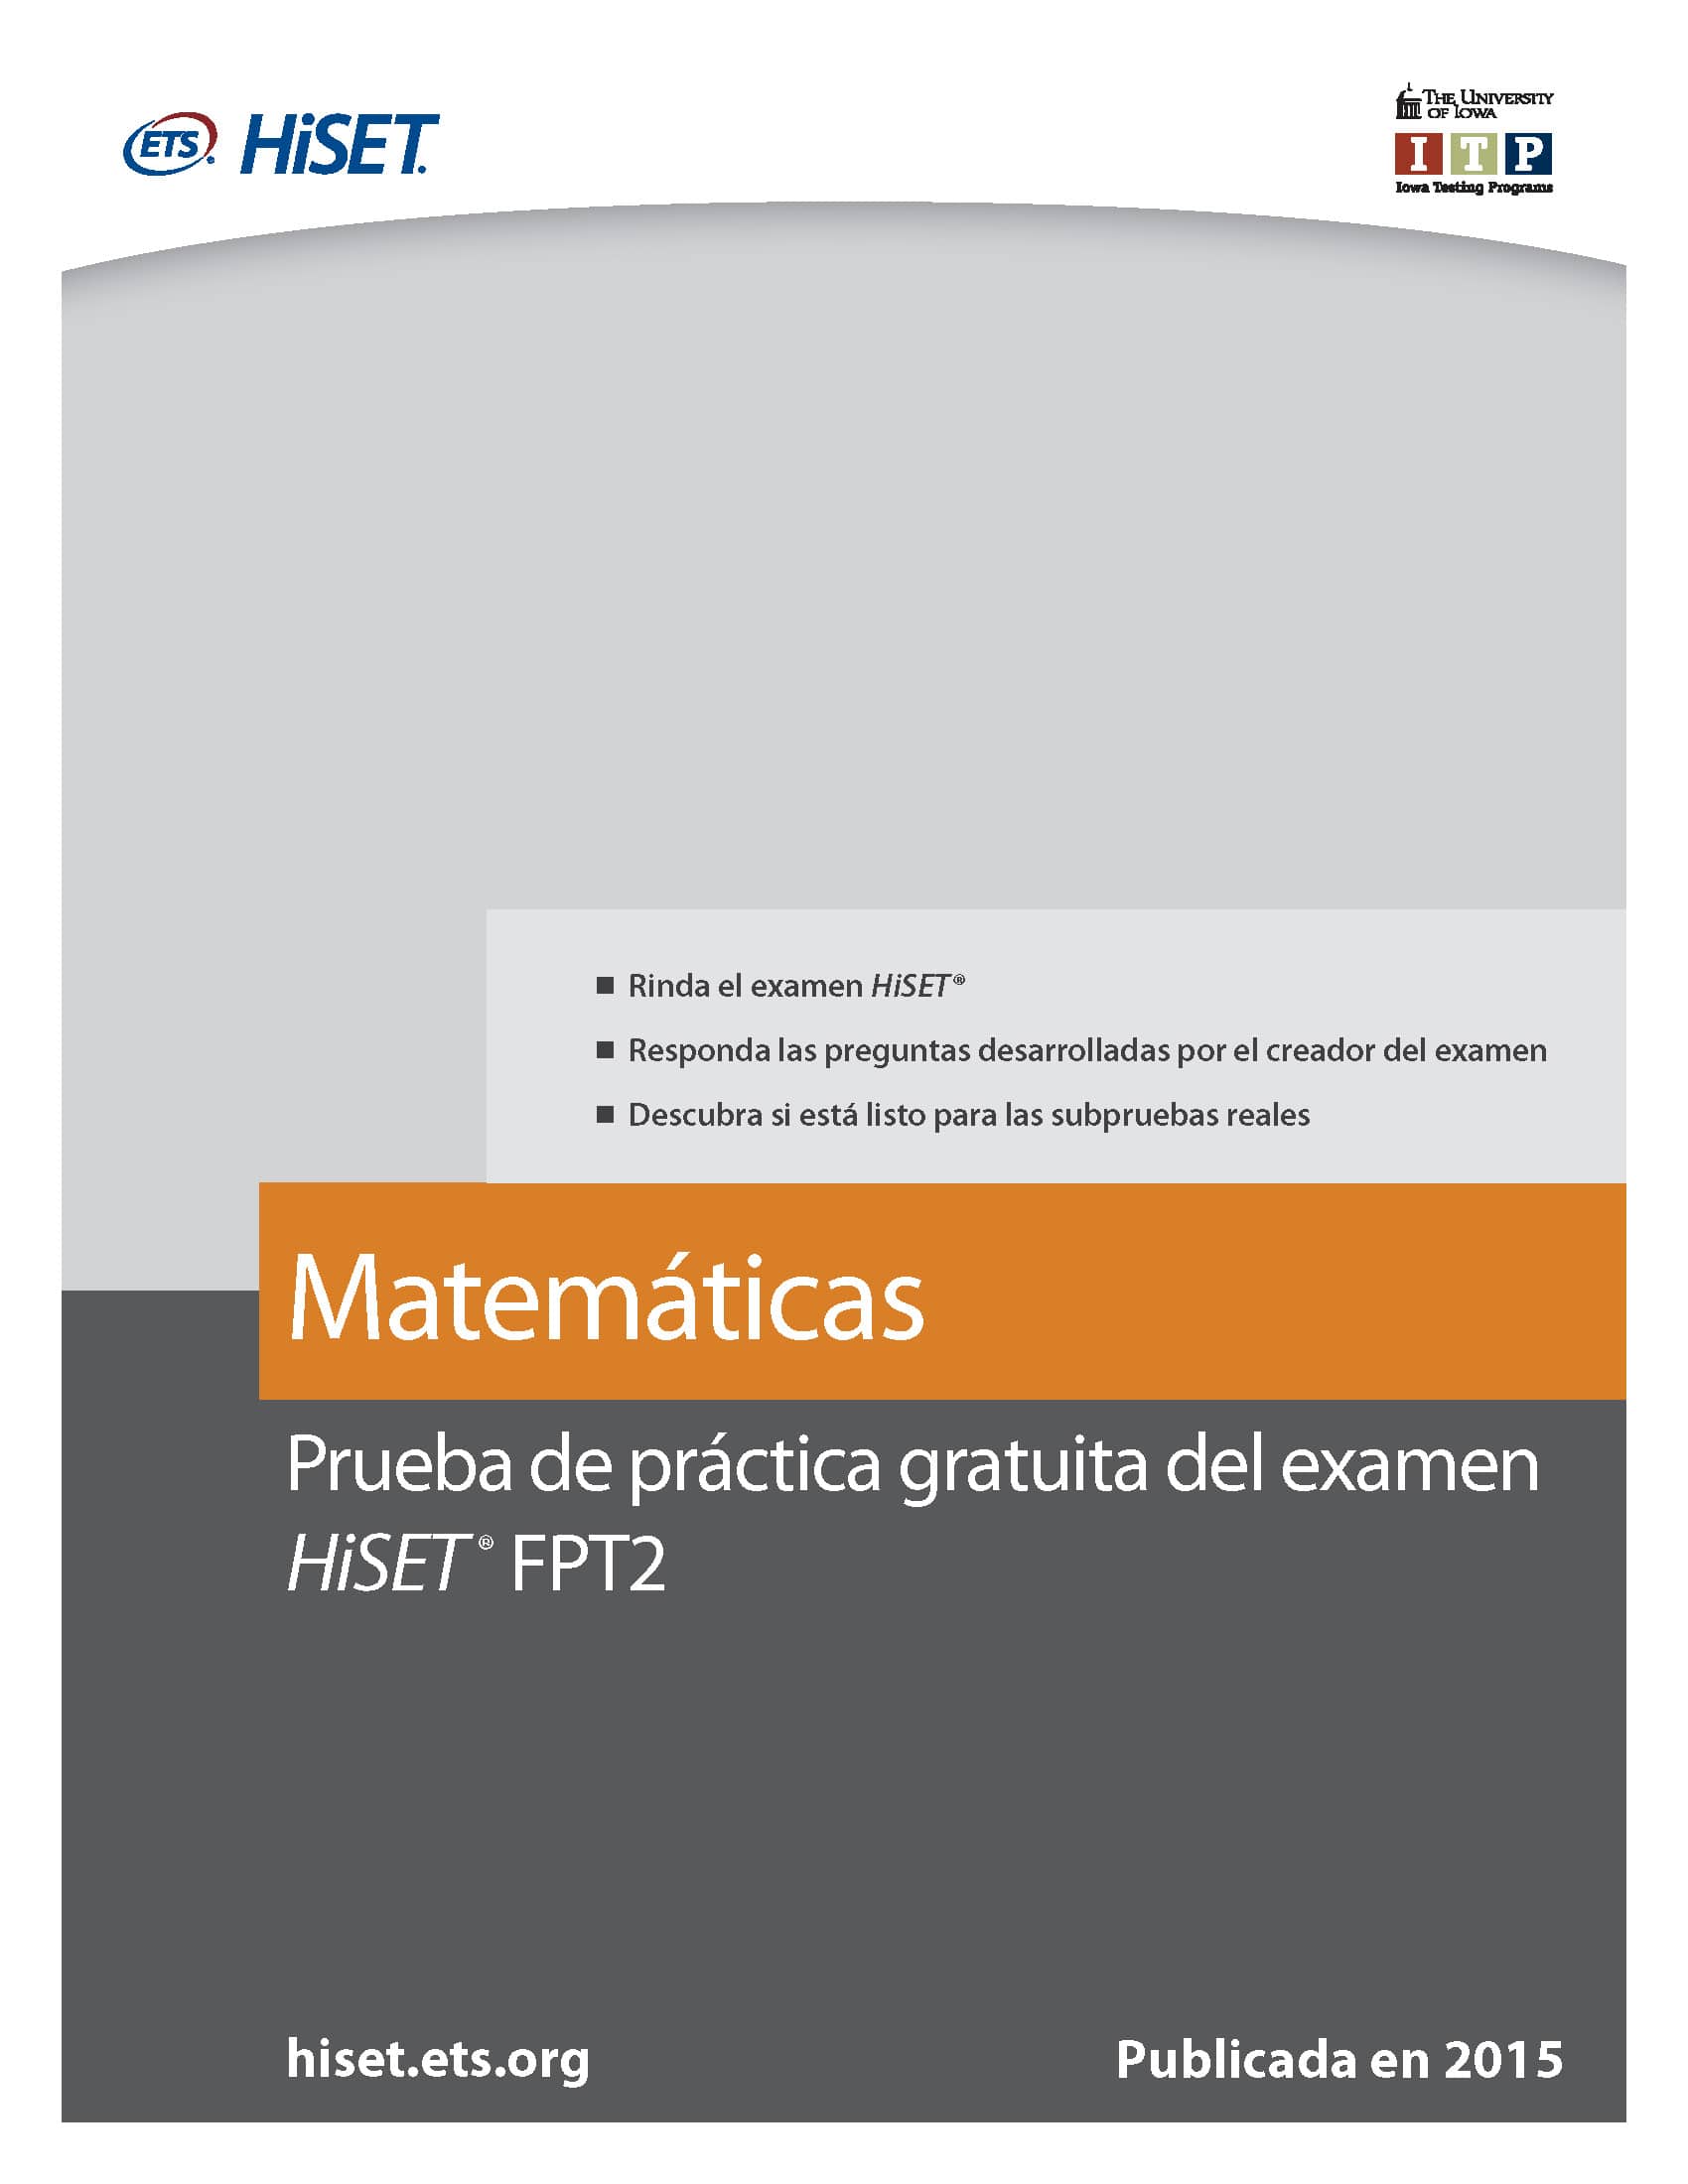 ETS® HiSET®
THE UNIVERSITY
OF IOWA
I T P
Iowa Testing Programs
■ Rinda el examen HiSET®
■ Responda las preguntas desarrolladas por el creador del examen
■ Descubra si está listo para las subpruebas reales
Matemáticas
Prueba de práctica gratuita del examen
HiSET® FPT2
hiset.ets.org
Publicada en 2015